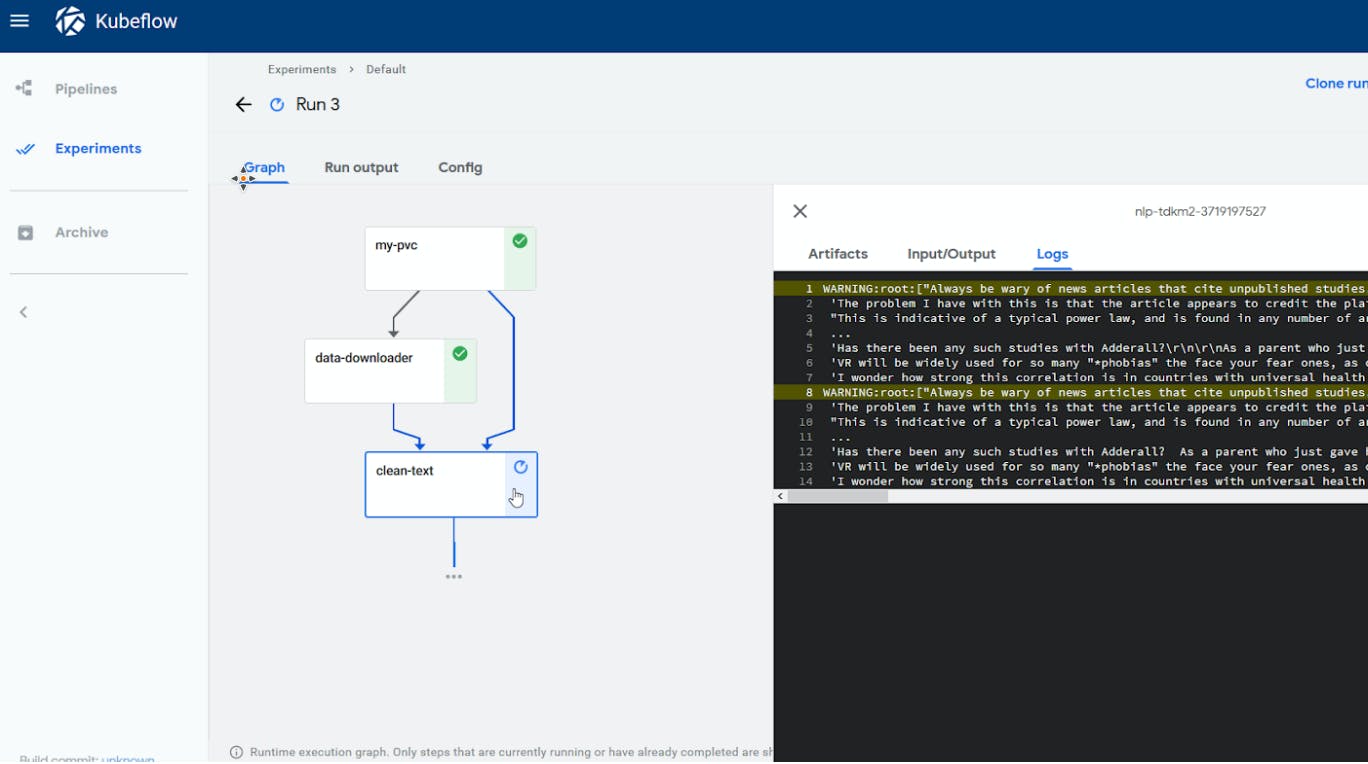 Kubeflow
Pipelines
Experiments
Archive
Build commit: unknown
Experiments > Default
Run 3
Clone run
Graph
Run output
Config
my-pvc
data-downloader
clean-text
Runtime execution graph. Only steps that are currently running or have already completed are
nlp-tdkm2-3719197527
Artifacts
Input/Output
Logs
1 WARNING:root:["Always be wary of news articles that cite unpublished studies.
2 'The problem I have with this is that the article appears to credit the
3 "This is indicative of a typical power law, and is found in any number of
4 ...
5 'Has there been any such studies with Adderall?\r\n\r\nAs a parent who just
6 'VR will be widely used for so many "*phobias" the face your fear ones, as
7 'I wonder how strong this correlation is in countries with universal health
8 WARNING:root:["Always be wary of news articles that cite unpublished studies.
9 'The problem I have with this is that the article appears to credit the
10 "This is indicative of a typical power law, and is found in any number of
11 ...
12 'Has there been any such studies with Adderall?  As a parent who just gave
13 'VR will be widely used for so many "*phobias" the face your fear ones, as
14 'I wonder how strong this correlation is in countries with universal health